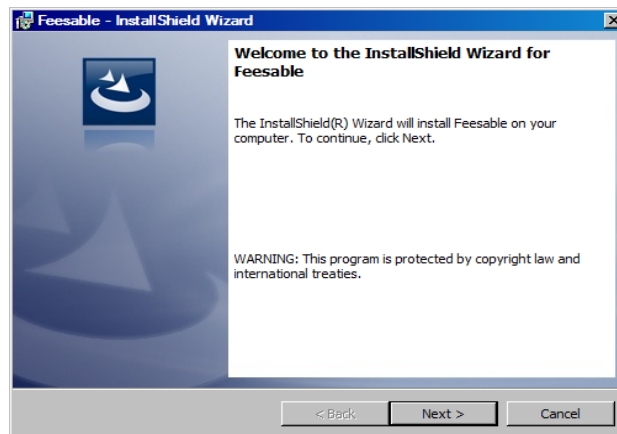 Feesable - InstallShield Wizard
Welcome to the InstallShield Wizard for
Feesable
The InstallShield(R) Wizard will install Feesable on your
computer. To continue, click Next.
WARNING: This program is protected by copyright law and
international treaties.
< Back Next > Cancel